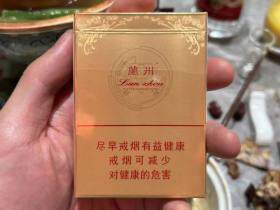 蘭州
Lan zhou
尽早戒烟有益健康
戒烟可减少
对健康的危害